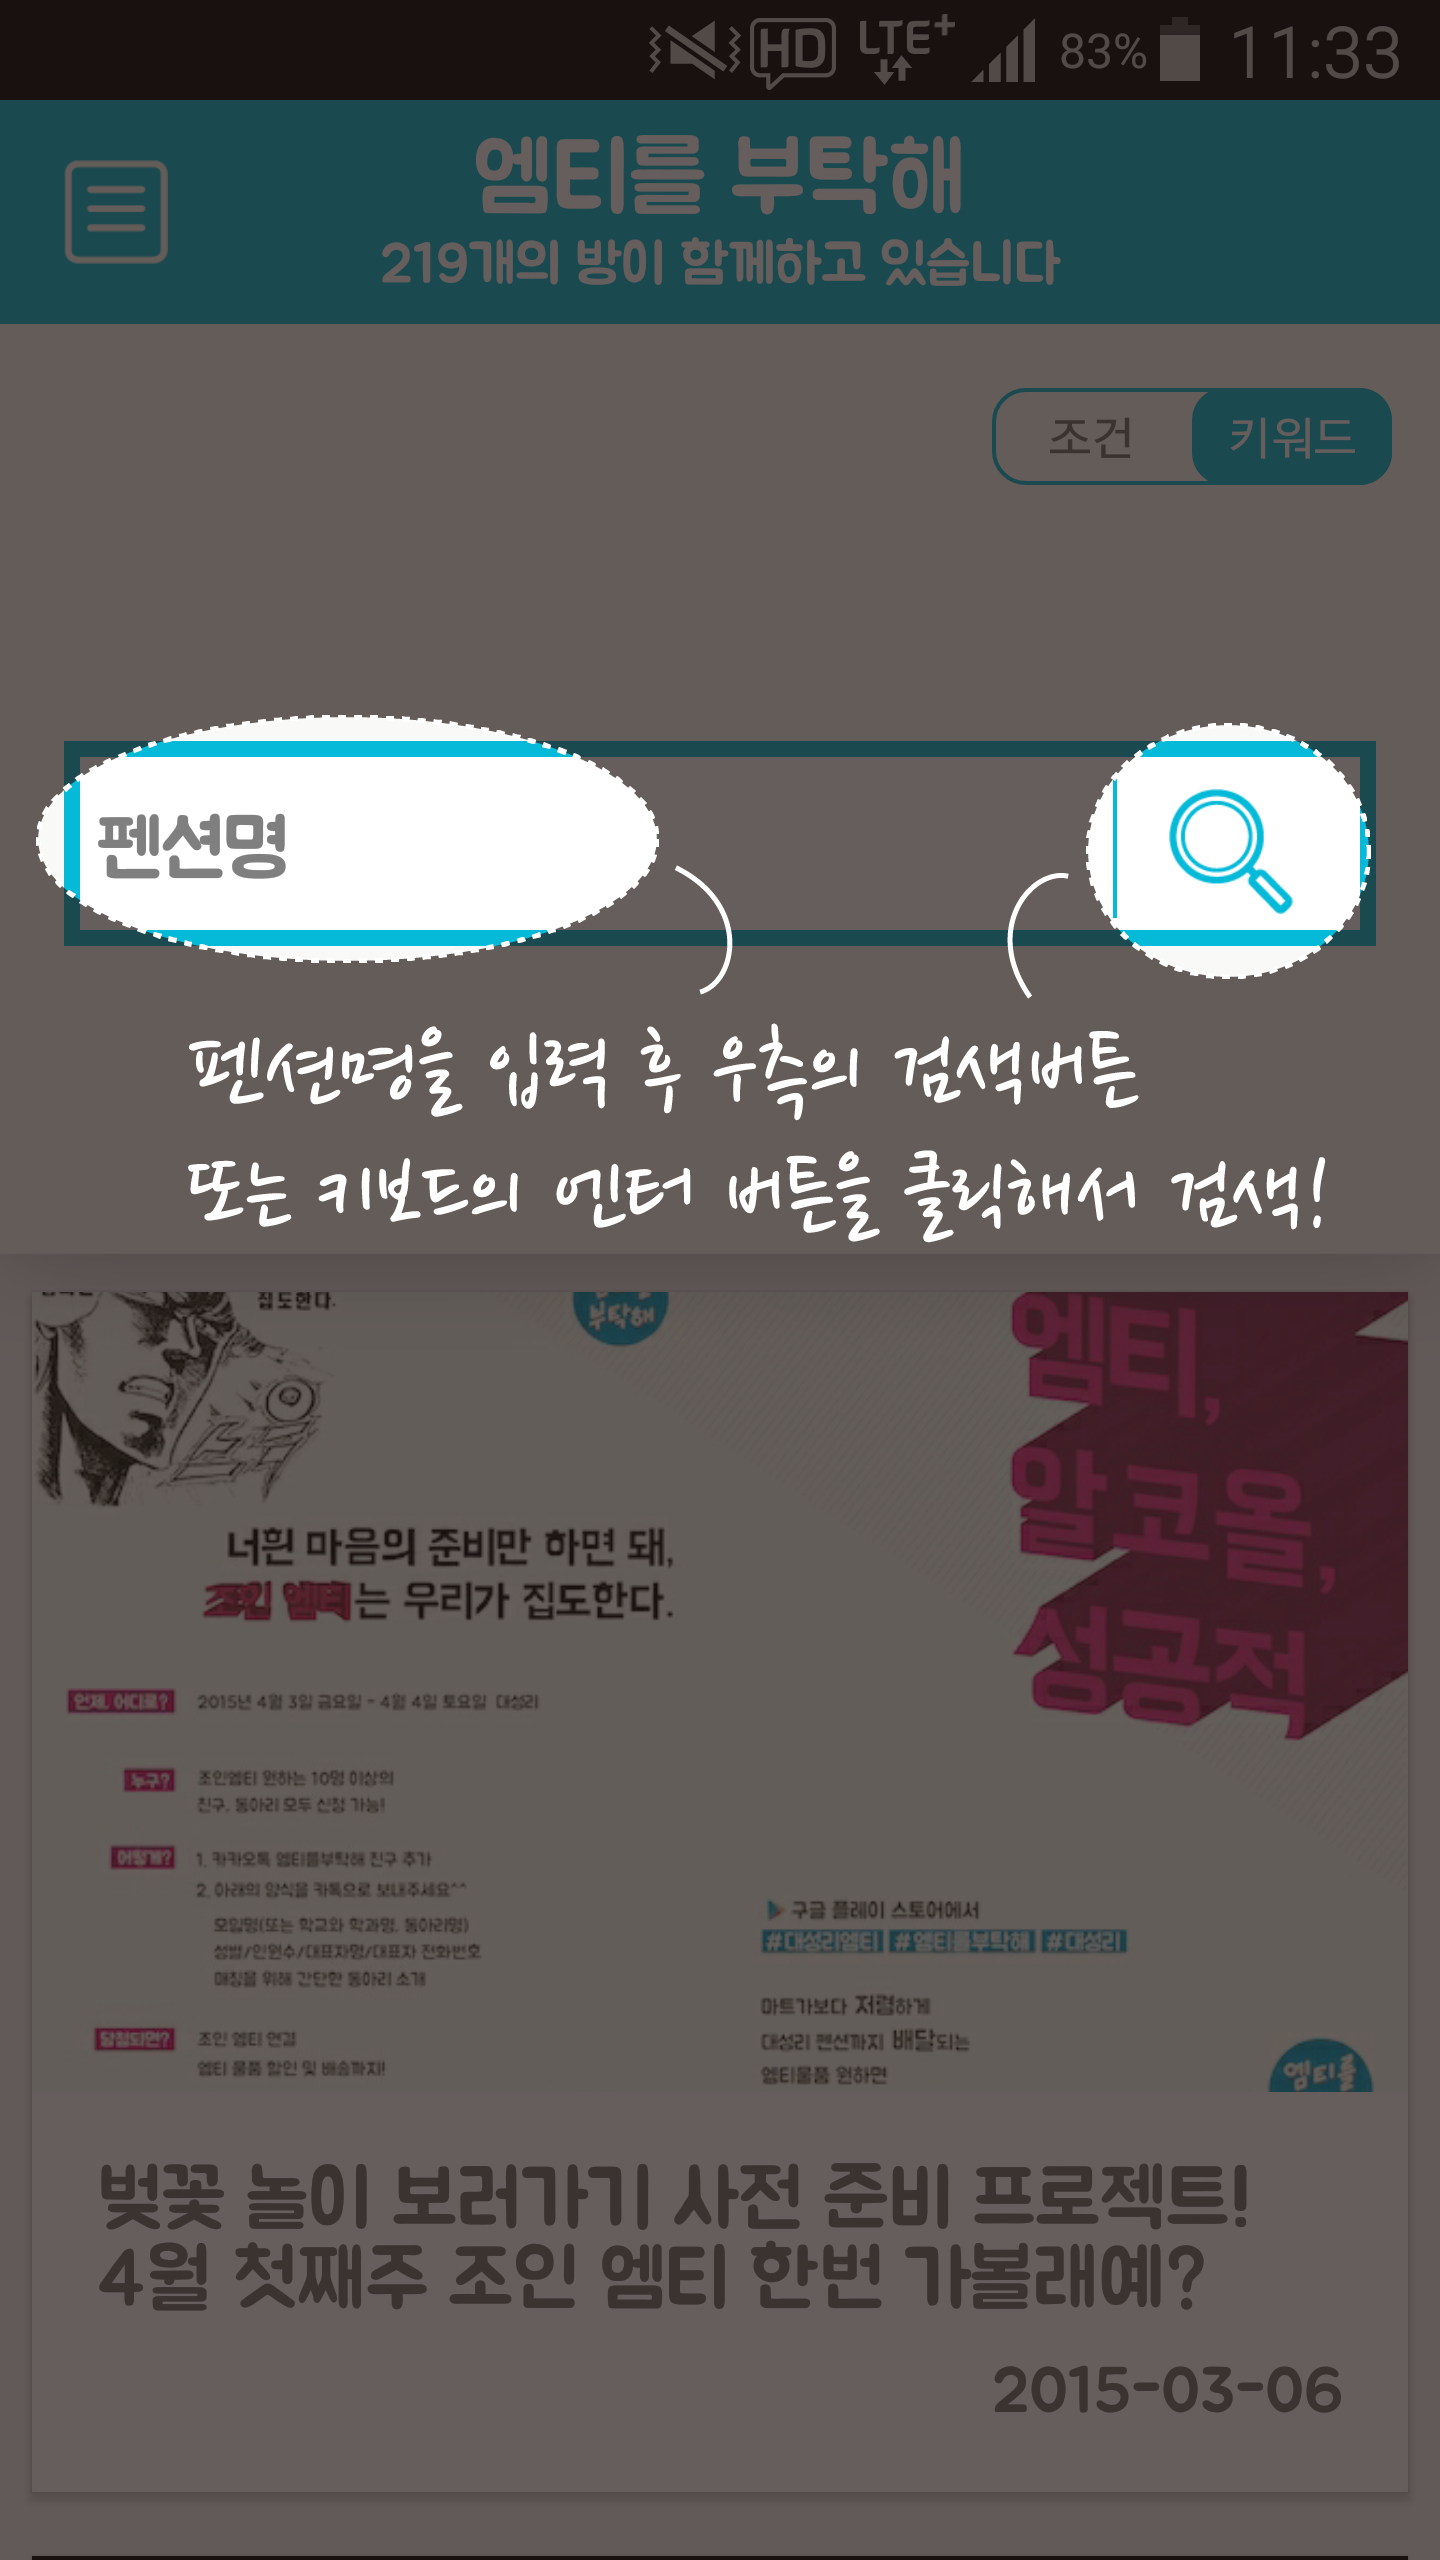 HD LTE+ 83% 11:33
엠티를 부탁해
219개의 방이 함께하고 있습니다
조건 키워드
펜션명
펜션명을 입력 후 우측의 검색버튼
또는 키보드의 엔터 버튼을 클릭해서 검색!
집도한다.
부탁해
엠티,
알코올,
성공적
너흰 마음의 준비만 하면 돼,
조인 엠티는 우리가 집도한다.
언제, 어디로? 2015년 4월 3일 금요일 - 4월 4일 토요일 대성리
누구? 조인엠티 원하는 10명 이상의
친구, 동아리 모두 신청 가능!
어떻게? 1. 카카오톡 엠티를부탁해 친구 추가
2. 아래의 양식을 카톡으로 보내주세요^^
모임명(또는 학교와 학과명, 동아리명)
성별/인원수/대표자명/대표자 전화번호
매칭을 위해 간단한 동아리 소개
당첨되면? 조인 엠티 연결
엠티 물품 할인 및 배송까지!
구글 플레이 스토어에서
#대성리엠티 #엠티를부탁해 #대성리
마트가보다 저렴하게
대성리 펜션까지 배달되는
엠티물품 원하면
엠티를
벚꽃 놀이 보러가기 사전 준비 프로젝트!
4월 첫째주 조인 엠티 한번 가볼래예?
2015-03-06